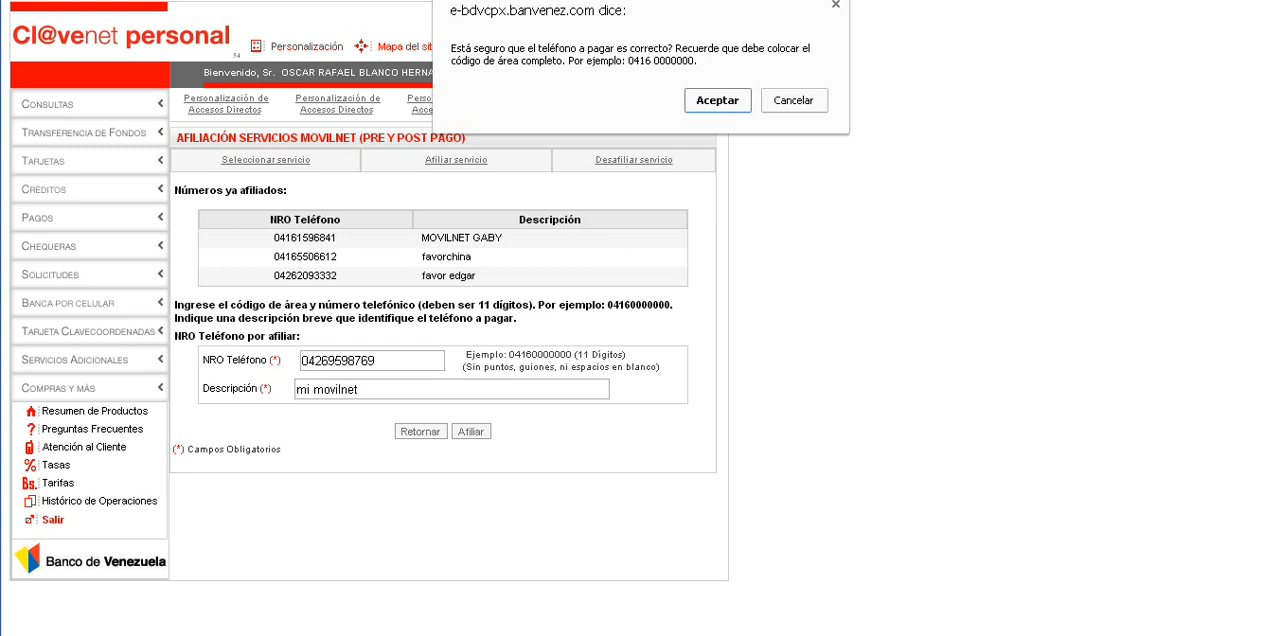 e-bdvcpx.banvenez.com dice:
Está seguro que el teléfono a pagar es correcto? Recuerde que debe colocar el
código de área completo. Por ejemplo: 0416 0000000.
Aceptar Cancelar
Cl@venet personal
54
Personalización Mapa del sit
Bienvenido, Sr. OSCAR RAFAEL BLANCO HERNA
Personalización de Accesos Directos
Personalización de Accesos Directos
Perso
Acce
CONSULTAS
TRANSFERENCIA DE FONDOS
TARJETAS
CRÉDITOS
PAGOS
CHEQUERAS
SOLICITUDES
BANCA POR CELULAR
TARJETA CLAVECOORDENADAS
SERVICIOS ADICIONALES
COMPRAS Y MÁS
Resumen de Productos
Preguntas Frecuentes
Atención al Cliente
% Tasas
Bs. Tarifas
Histórico de Operaciones
Salir
Banco de Venezuela
AFILIACIÓN SERVICIOS MOVILNET (PRE Y POST PAGO)
Seleccionar servicio Afiliar servicio Desafiliar servicio
Números ya afiliados:
NRO Teléfono Descripción
04161596841 MOVILNET GABY
04165506612 favorchina
04262093332 favor edgar
Ingrese el código de área y número telefónico (deben ser 11 dígitos). Por ejemplo: 04160000000.
Indique una descripción breve que identifique el teléfono a pagar.
NRO Teléfono por afiliar:
NRO Teléfono (*) 04269598769 Ejemplo: 04160000000 (11 Dígitos)
(Sin puntos, guiones, ni espacios en blanco)
Descripción (*) mi movilnet
Retornar Afiliar
(*) Campos Obligatorios